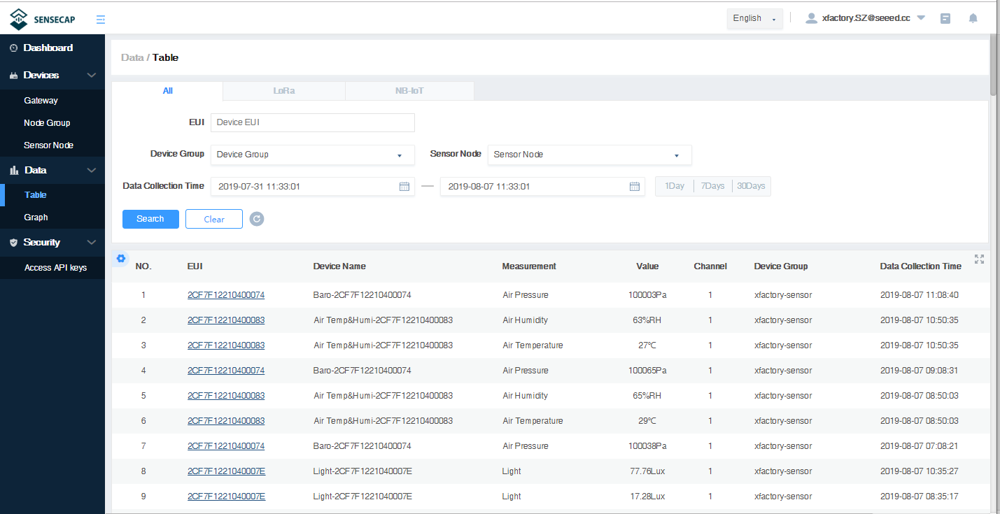 SENSECAP
English
xfactory.SZ@seeed.cc
Dashboard
Devices
Gateway
Node Group
Sensor Node
Data
Table
Graph
Security
Access API keys
Data / Table
All LoRa NB-IoT
EUI Device EUI
Device Group Device Group Sensor Node Sensor Node
Data Collection Time 2019-07-31 11:33:01 — 2019-08-07 11:33:01 1Day 7Days 30Days
Search Clear
NO. EUI Device Name Measurement Value Channel Device Group Data Collection Time
1 2CF7F12210400074 Baro-2CF7F12210400074 Air Pressure 100003Pa 1 xfactory-sensor 2019-08-07 11:08:40
2 2CF7F12210400083 Air Temp&Humi-2CF7F12210400083 Air Humidity 63%RH 1 xfactory-sensor 2019-08-07 10:50:35
3 2CF7F12210400083 Air Temp&Humi-2CF7F12210400083 Air Temperature 27℃ 1 xfactory-sensor 2019-08-07 10:50:35
4 2CF7F12210400074 Baro-2CF7F12210400074 Air Pressure 100065Pa 1 xfactory-sensor 2019-08-07 09:08:31
5 2CF7F12210400083 Air Temp&Humi-2CF7F12210400083 Air Humidity 65%RH 1 xfactory-sensor 2019-08-07 08:50:03
6 2CF7F12210400083 Air Temp&Humi-2CF7F12210400083 Air Temperature 29℃ 1 xfactory-sensor 2019-08-07 08:50:03
7 2CF7F12210400074 Baro-2CF7F12210400074 Air Pressure 100038Pa 1 xfactory-sensor 2019-08-07 07:08:21
8 2CF7F1221040007E Light-2CF7F1221040007E Light 77.76Lux 1 xfactory-sensor 2019-08-07 10:35:27
9 2CF7F1221040007E Light-2CF7F1221040007E Light 17.28Lux 1 xfactory-sensor 2019-08-07 08:35:17